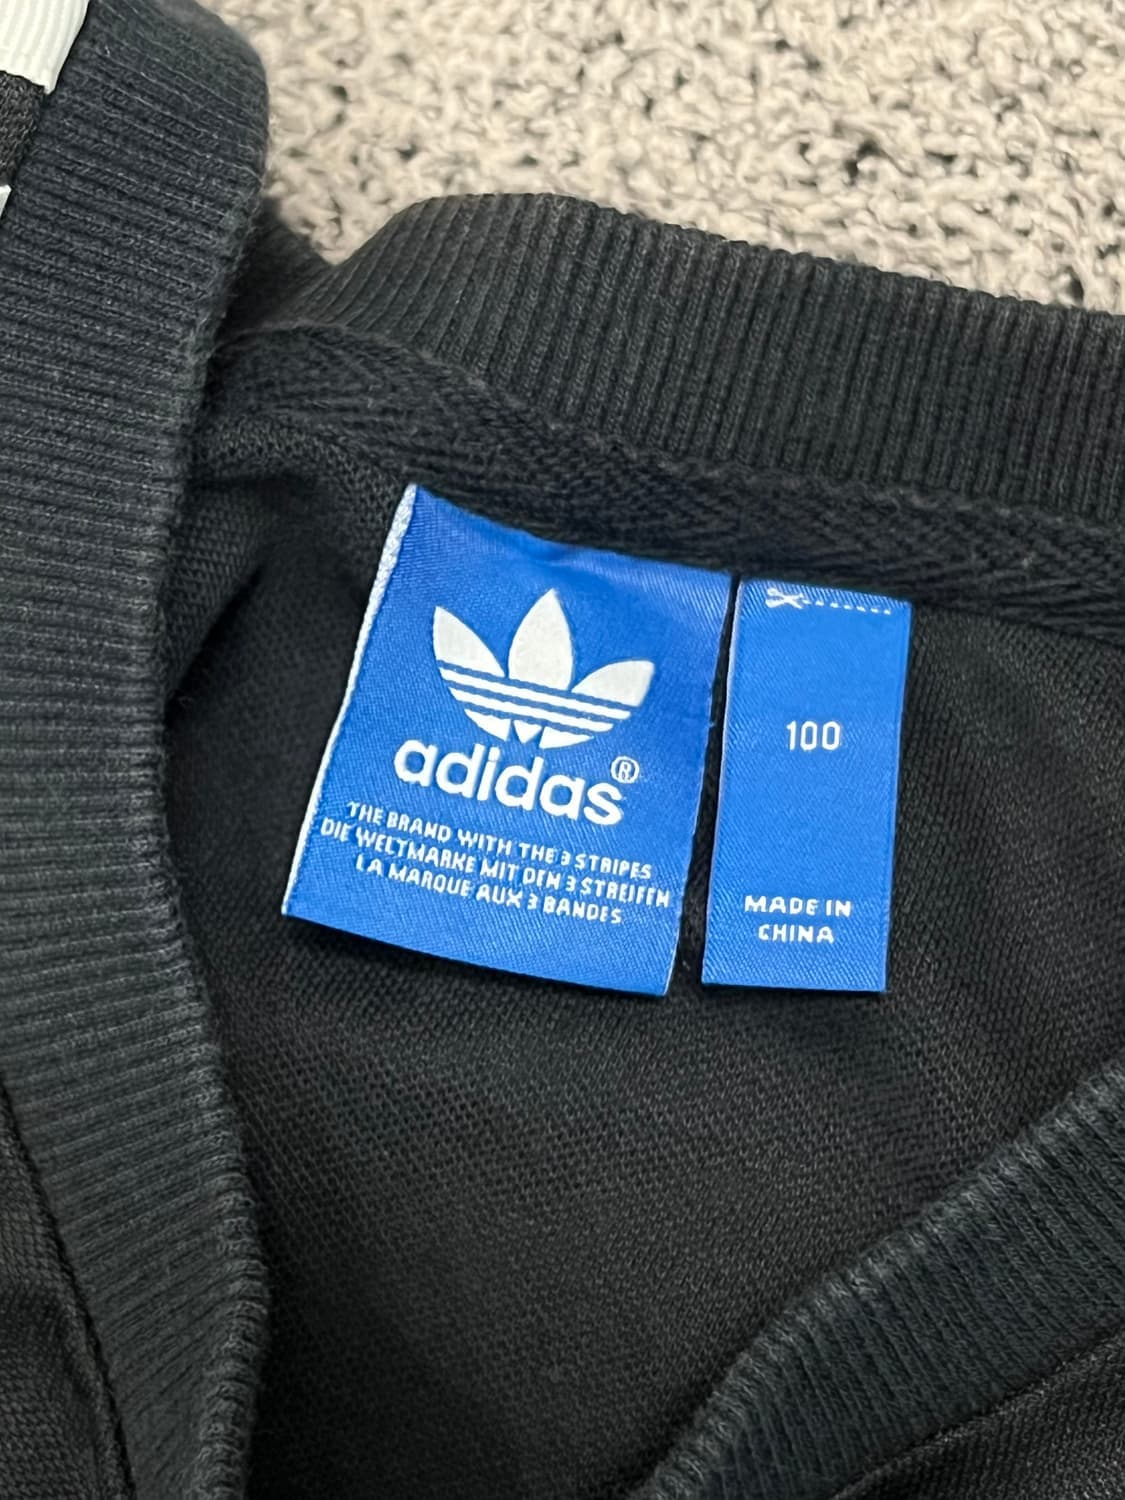 adidas®
THE BRAND WITH THE 3 STRIPES
DIE WELTMARKE MIT DEN 3 STREIFEN
LA MARQUE AUX 3 BANDES
100
MADE IN
CHINA